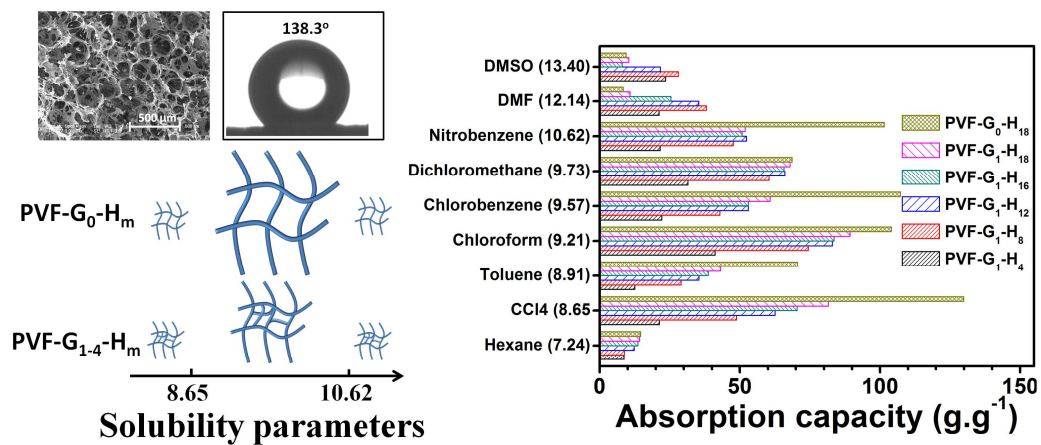 500 μm
138.3°
PVF-G₀-Hₘ
PVF-G₁₋₄-Hₘ
8.65 10.62
Solubility parameters
DMSO (13.40)
DMF (12.14)
Nitrobenzene (10.62)
Dichloromethane (9.73)
Chlorobenzene (9.57)
Chloroform (9.21)
Toluene (8.91)
CCl4 (8.65
Hexane (7.24)
PVF-G₀-H₁₈
PVF-G₁-H₁₈
PVF-G₁-H₁₆
PVF-G₁-H₁₂
PVF-G₁-H₈
PVF-G₁-H₄
0 50 100 150
Absorption capacity (g.g⁻¹)